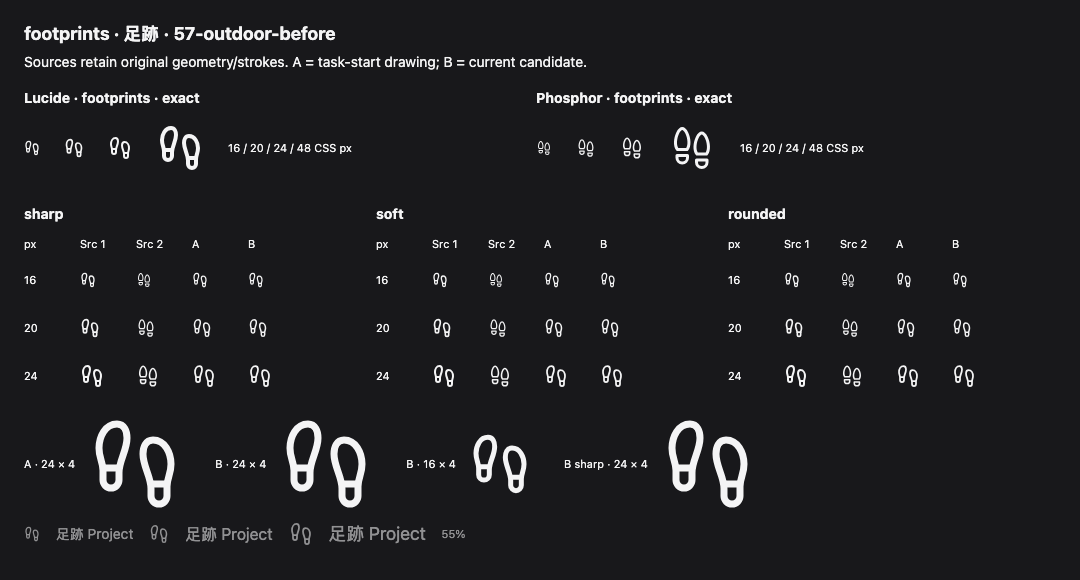 footprints · 足跡 · 57-outdoor-before
Sources retain original geometry/strokes. A = task-start drawing; B = current candidate.
Lucide · footprints · exact
Phosphor · footprints · exact
16 / 20 / 24 / 48 CSS px
16 / 20 / 24 / 48 CSS px
sharp
soft
rounded
px Src 1 Src 2 A B
px Src 1 Src 2 A B
px Src 1 Src 2 A B
16 16 16
20 20 20
24 24 24
A · 24 × 4
B · 24 × 4
B · 16 × 4
B sharp · 24 × 4
足跡 Project 足跡 Project 足跡 Project 55%